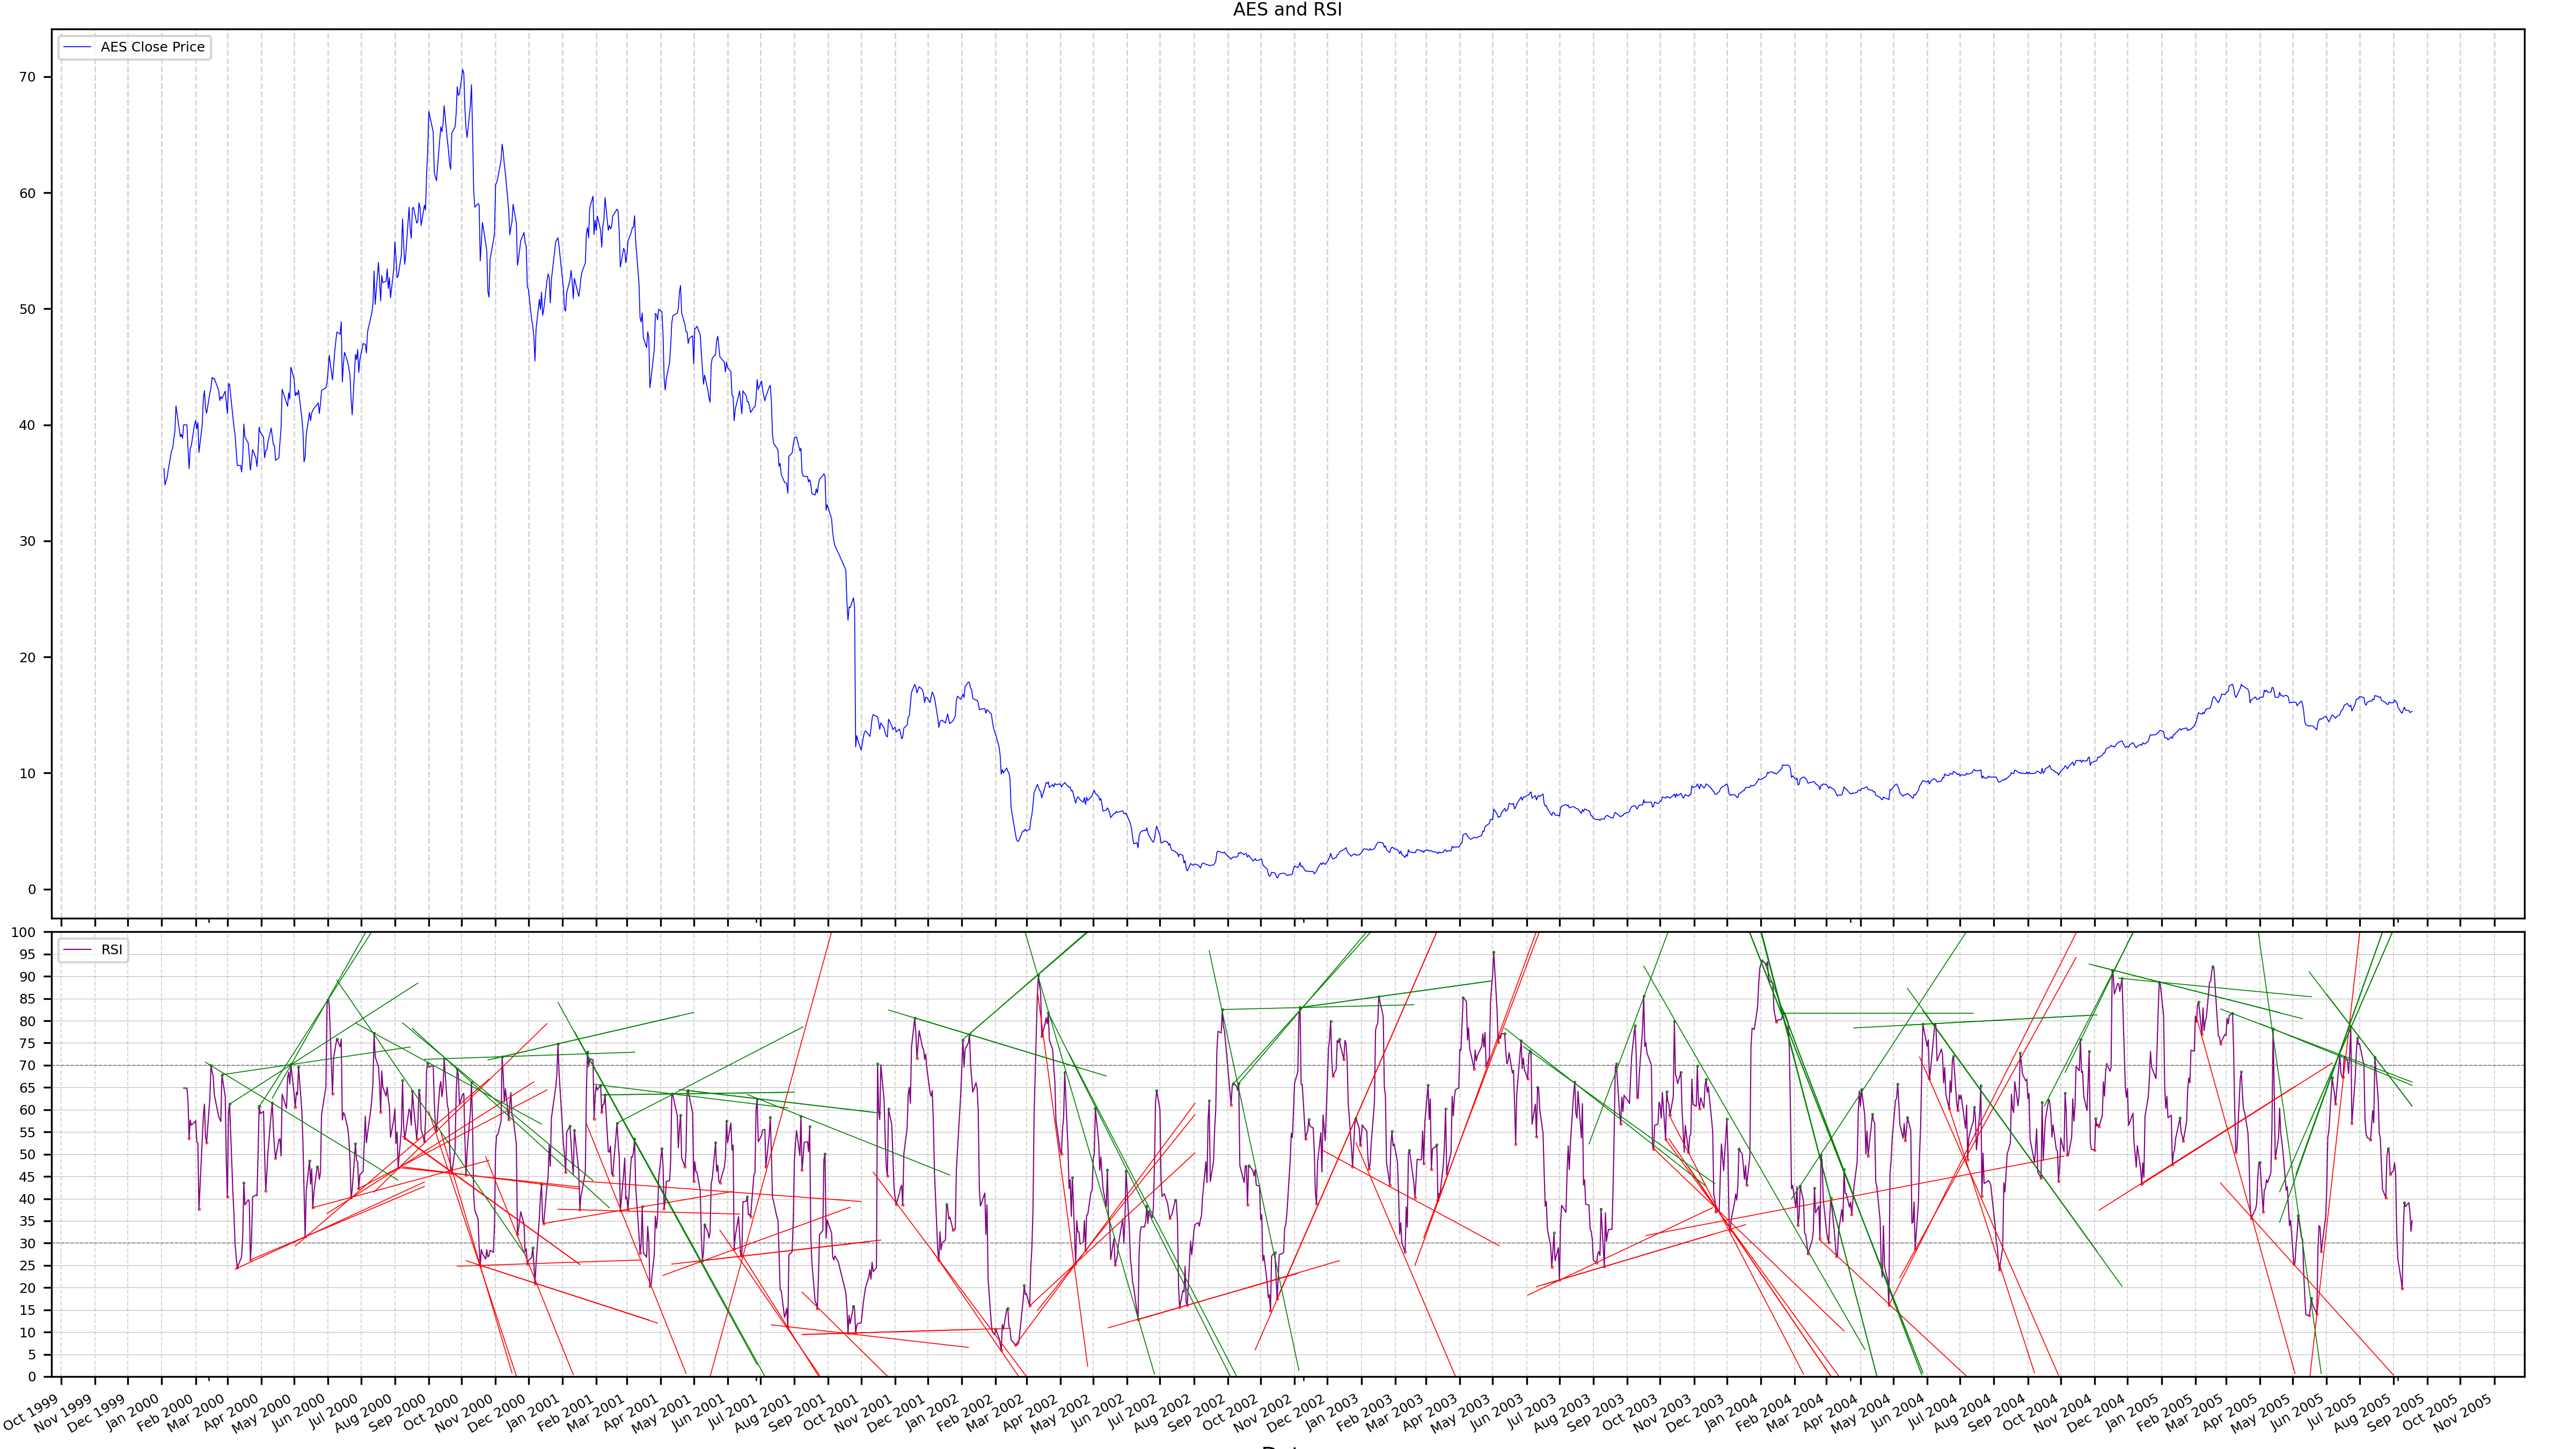 AES and RSI
AES Close Price
70
60
50
40
30
20
10
0
RSI
100
95
90
85
80
75
70
65
60
55
50
45
40
35
30
25
20
15
10
5
0
Oct 1999
Nov 1999
Dec 1999
Jan 2000
Feb 2000
Mar 2000
Apr 2000
May 2000
Jun 2000
Jul 2000
Aug 2000
Sep 2000
Oct 2000
Nov 2000
Dec 2000
Jan 2001
Feb 2001
Mar 2001
Apr 2001
May 2001
Jun 2001
Jul 2001
Aug 2001
Sep 2001
Oct 2001
Nov 2001
Dec 2001
Jan 2002
Feb 2002
Mar 2002
Apr 2002
May 2002
Jun 2002
Jul 2002
Aug 2002
Sep 2002
Oct 2002
Nov 2002
Dec 2002
Jan 2003
Feb 2003
Mar 2003
Apr 2003
May 2003
Jun 2003
Jul 2003
Aug 2003
Sep 2003
Oct 2003
Nov 2003
Dec 2003
Jan 2004
Feb 2004
Mar 2004
Apr 2004
May 2004
Jun 2004
Jul 2004
Aug 2004
Sep 2004
Oct 2004
Nov 2004
Dec 2004
Jan 2005
Feb 2005
Mar 2005
Apr 2005
May 2005
Jun 2005
Jul 2005
Aug 2005
Sep 2005
Oct 2005
Nov 2005